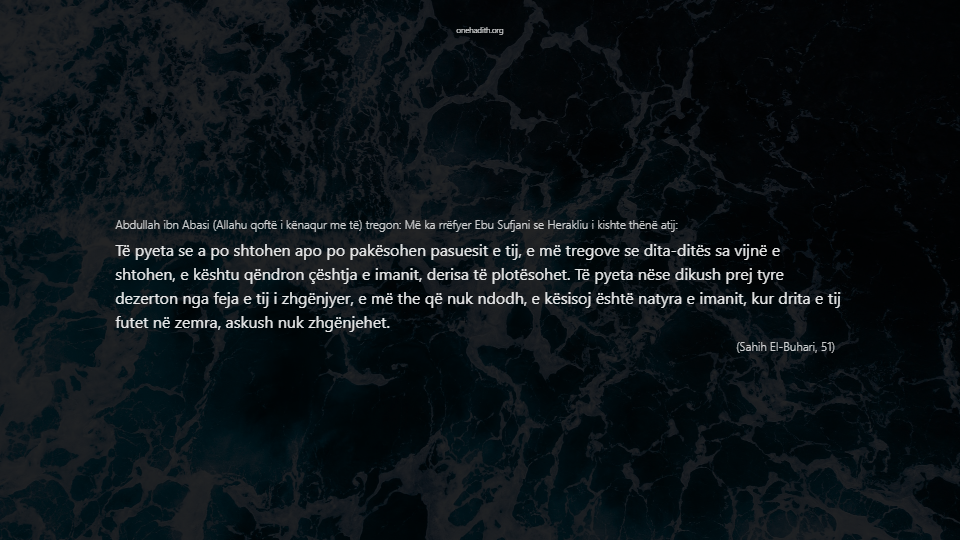 onehadith.org
Abdullah ibn Abasi (Allahu qoftë i kënaqur me të) tregon: Më ka rrëfyer Ebu Sufjani se Herakliu i kishte thënë atij:
Të pyeta se a po shtohen apo po pakësohen pasuesit e tij, e më tregove se dita-ditës sa vijnë e
shtohen, e kështu qëndron çështja e imanit, derisa të plotësohet. Të pyeta nëse dikush prej tyre
dezerton nga feja e tij i zhgënjyer, e më the që nuk ndodh, e kësisoj është natyra e imanit, kur drita e tij
futet në zemra, askush nuk zhgënjehet.
(Sahih El-Buhari, 51)